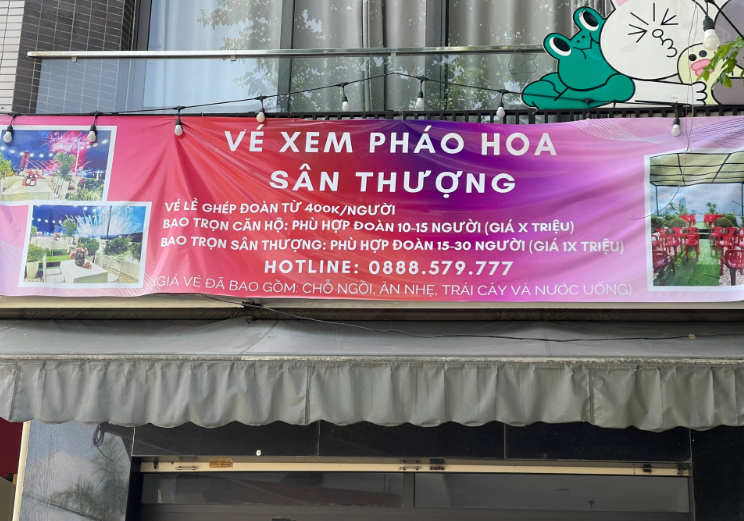 VÉ XEM PHÁO HOA
SÂN THƯỢNG
VÉ LẺ GHÉP ĐOÀN TỪ 400K/NGƯỜI
BAO TRỌN CĂN HỘ: PHÙ HỢP ĐOÀN 10-15 NGƯỜI (GIÁ X TRIỆU)
BAO TRỌN SÂN THƯỢNG: PHÙ HỢP ĐOÀN 15-30 NGƯỜI (GIÁ 1X TRIỆU)
HOTLINE: 0888.579.777
(GIÁ VÉ ĐÃ BAO GỒM: CHỖ NGỒI, ĂN NHẸ, TRÁI CÂY VÀ NƯỚC UỐNG)